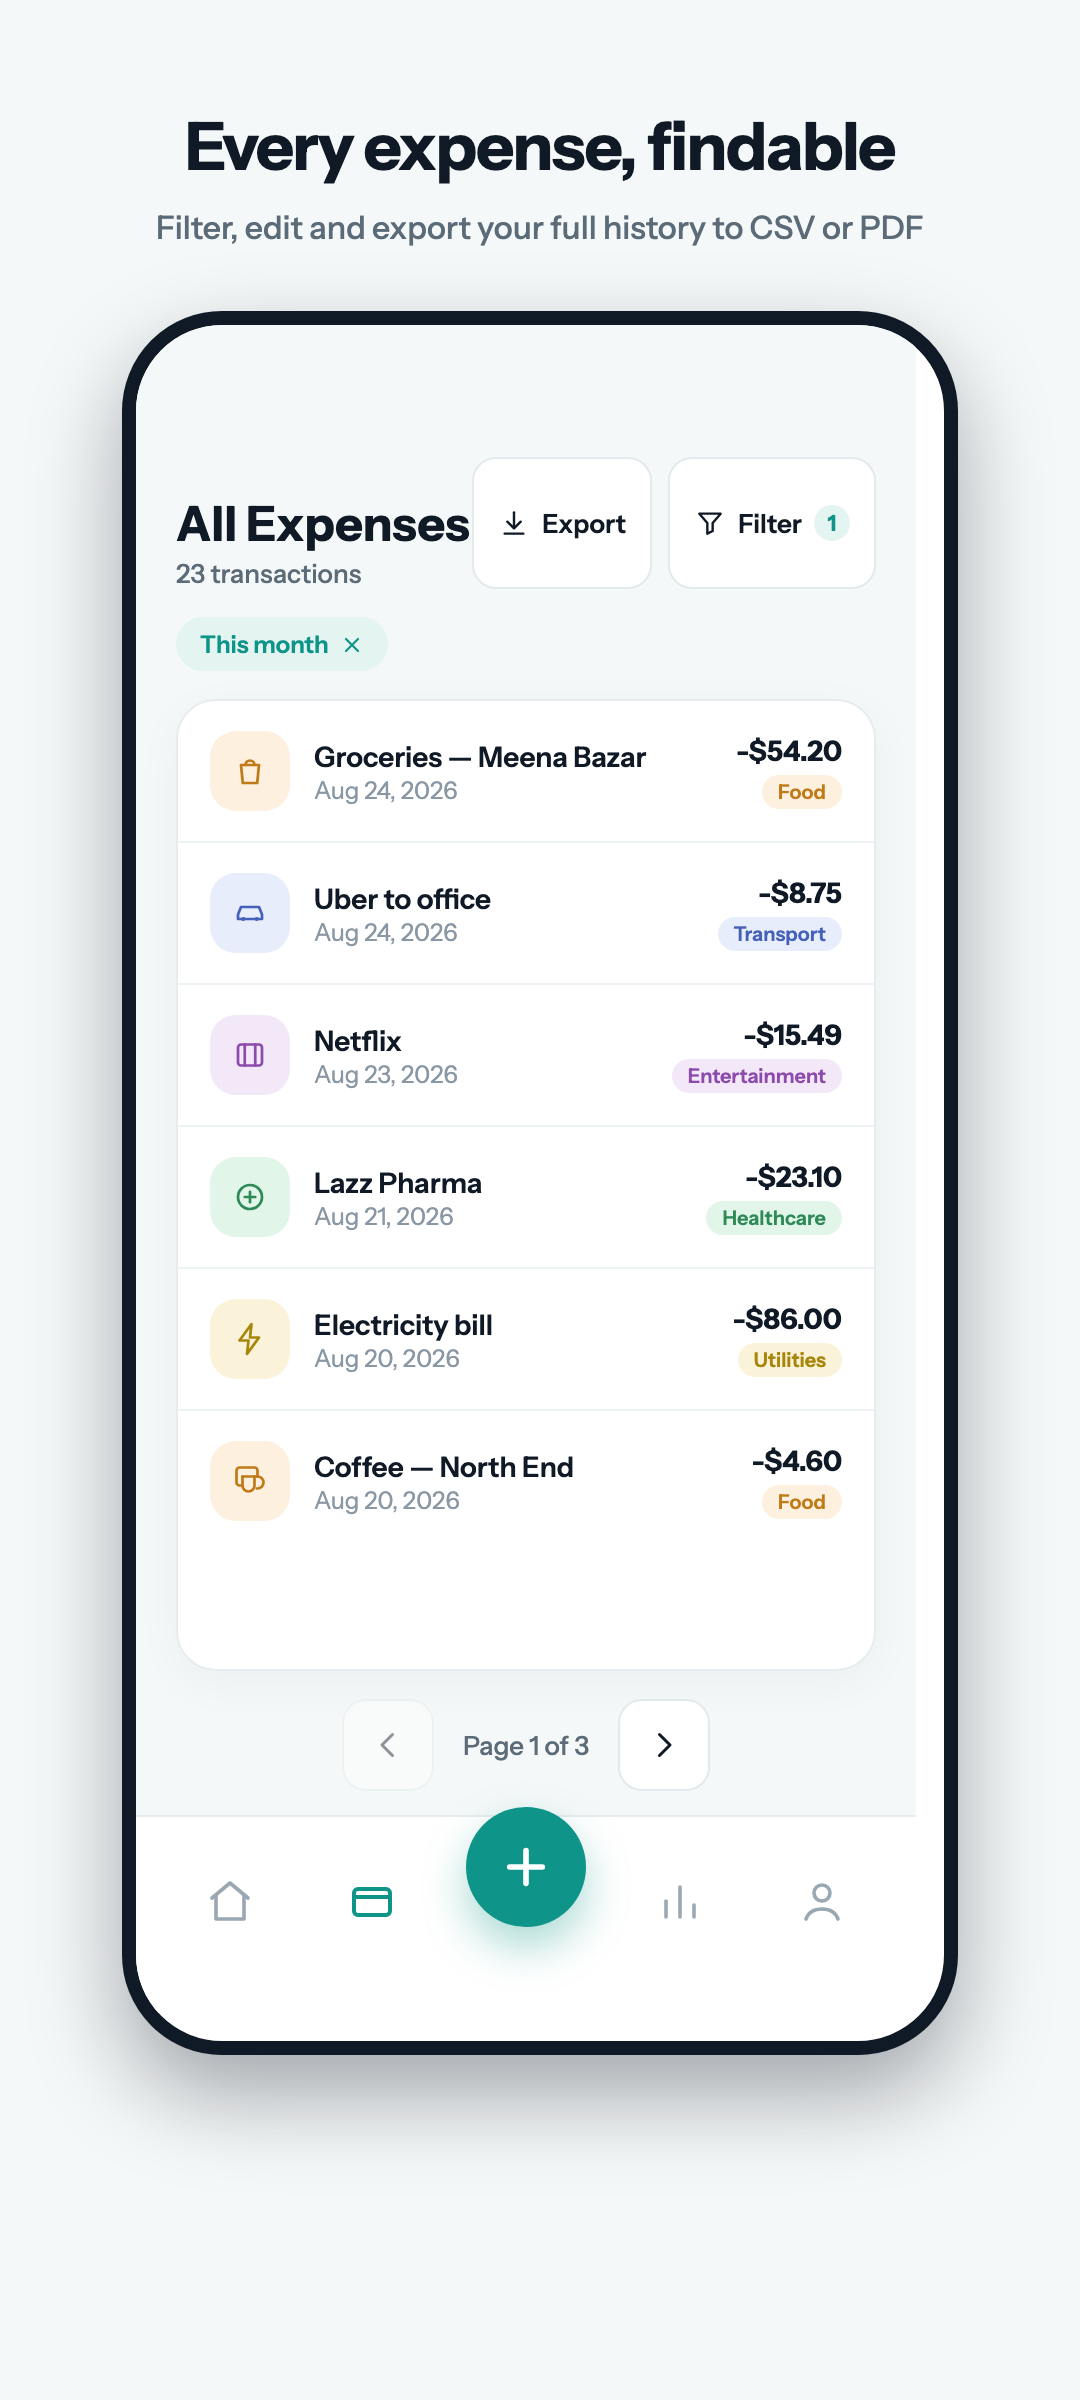 Every expense, findable
Filter, edit and export your full history to CSV or PDF
All Expenses
23 transactions
Export
Filter 1
This month
Groceries — Meena Bazar
Aug 24, 2026
-$54.20
Food
Uber to office
Aug 24, 2026
-$8.75
Transport
Netflix
Aug 23, 2026
-$15.49
Entertainment
Lazz Pharma
Aug 21, 2026
-$23.10
Healthcare
Electricity bill
Aug 20, 2026
-$86.00
Utilities
Coffee — North End
Aug 20, 2026
-$4.60
Food
Page 1 of 3